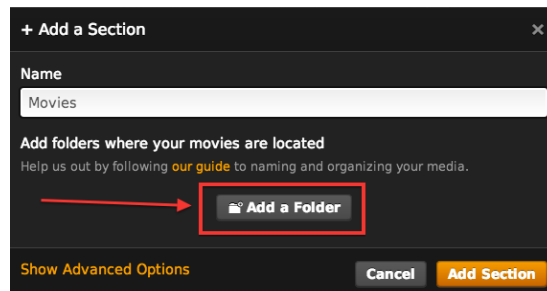 + Add a Section ×
Name
Movies
Add folders where your movies are located
Help us out by following our guide to naming and organizing your media.
Add a Folder
Show Advanced Options
Cancel Add Section